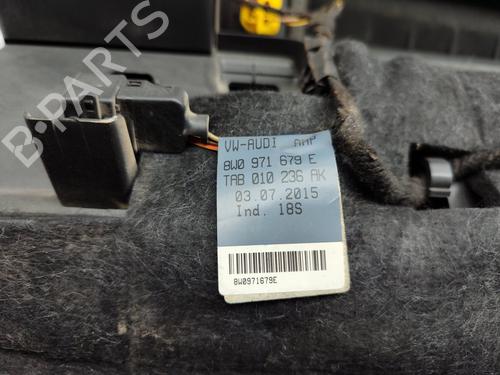 B-PARTS
VW-AUDI AMP
8W0 971 679 E
TAB 010 236 AK
03.07.2015
Ind. 18S
8W0971679E